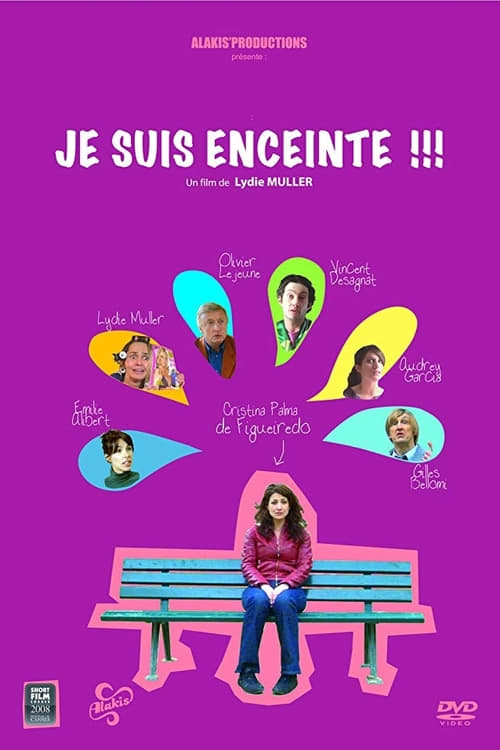 ALAKIS'PRODUCTIONS
présente :
JE SUIS ENCEINTE !!!
Un film de Lydie MULLER
Olivier
Lejeune
Vincent
Desagnat
Lydie Muller
Audrey
Garcia
Emilie
Albert
Cristina Palma
de Figueiredo
Gilles
Bellomi
SHORT
FILM
CORNER
2008
Alakis
DVD
VIDEO